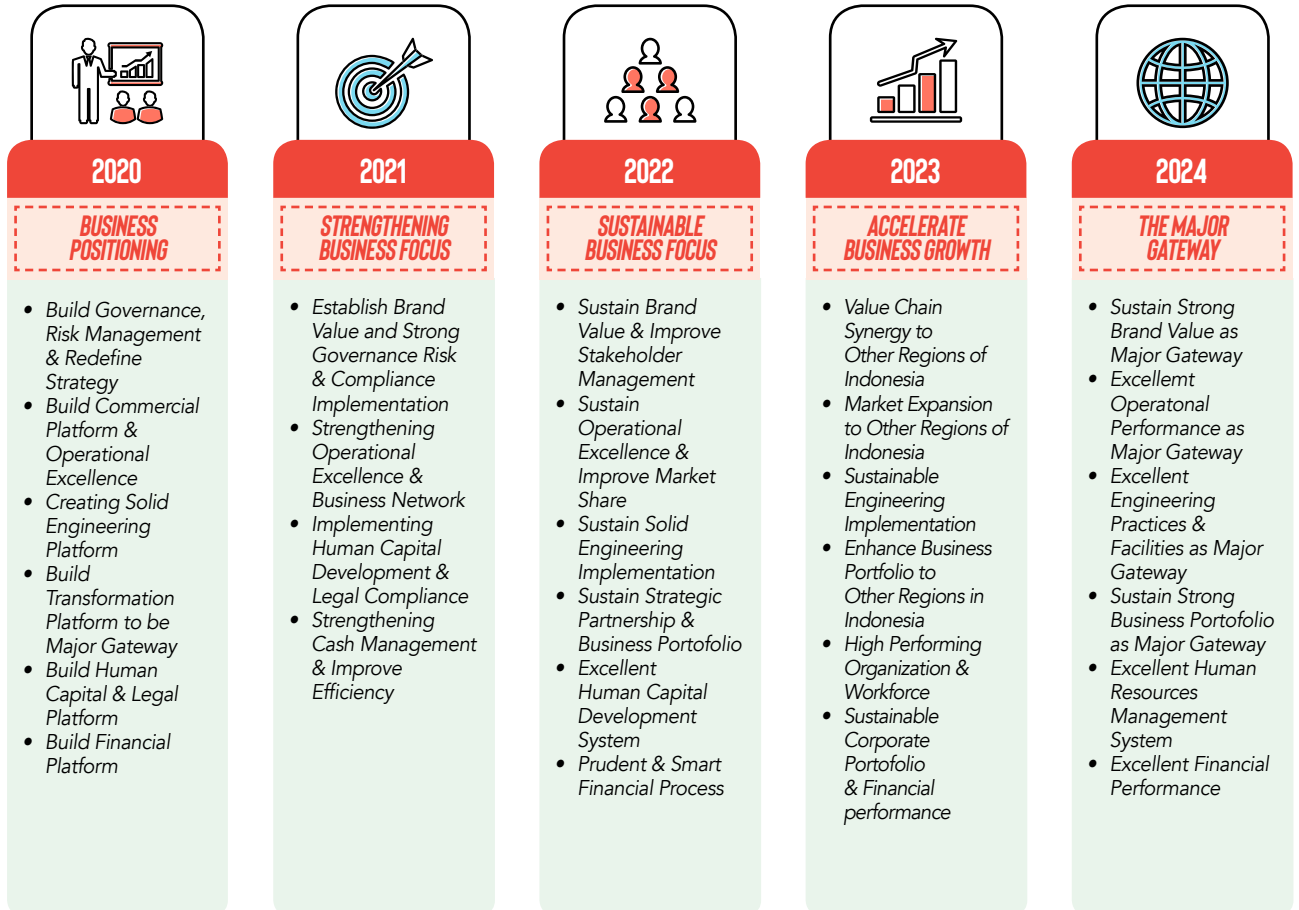 2020
BUSINESS
POSITIONING
• Build Governance,
Risk Management
& Redefine
Strategy
• Build Commercial
Platform &
Operational
Excellence
• Creating Solid
Engineering
Platform
• Build
Transformation
Platform to be
Major Gateway
• Build Human
Capital & Legal
Platform
• Build Financial
Platform
2021
STRENGTHENING
BUSINESS FOCUS
• Establish Brand
Value and Strong
Governance Risk
& Compliance
Implementation
• Strengthening
Operational
Excellence &
Business Network
• Implementing
Human Capital
Development &
Legal Compliance
• Strengthening
Cash Management
& Improve
Efficiency
2022
SUSTAINABLE
BUSINESS FOCUS
• Sustain Brand
Value & Improve
Stakeholder
Management
• Sustain
Operational
Excellence &
Improve Market
Share
• Sustain Solid
Engineering
Implementation
• Sustain Strategic
Partnership &
Business Portofolio
• Excellent
Human Capital
Development
System
• Prudent & Smart
Financial Process
2023
ACCELERATE
BUSINESS GROWTH
• Value Chain
Synergy to
Other Regions of
Indonesia
• Market Expansion
to Other Regions of
Indonesia
• Sustainable
Engineering
Implementation
• Enhance Business
Portfolio to
Other Regions in
Indonesia
• High Performing
Organization &
Workforce
• Sustainable
Corporate
Portofolio
& Financial
performance
2024
THE MAJOR
GATEWAY
• Sustain Strong
Brand Value as
Major Gateway
• Excellemt
Operatonal
Performance as
Major Gateway
• Excellent
Engineering
Practices &
Facilities as Major
Gateway
• Sustain Strong
Business Portofolio
as Major Gateway
• Excellent Human
Resources
Management
System
• Excellent Financial
Performance